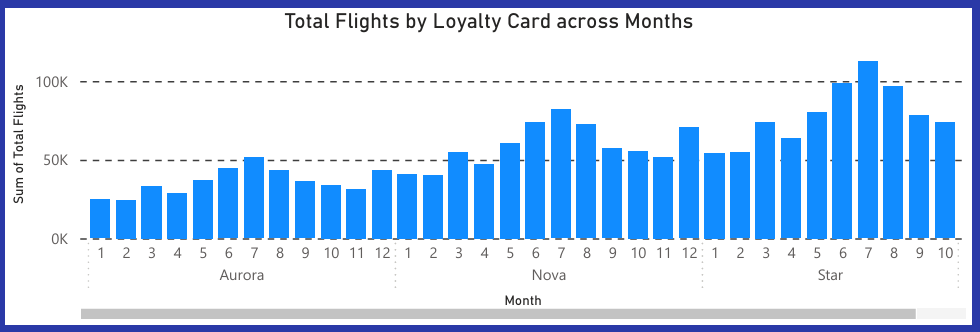 Total Flights by Loyalty Card across Months
Sum of Total Flights
100K
50K
0K
1 2 3 4 5 6 7 8 9 10 11 12 1 2 3 4 5 6 7 8 9 10 11 12 1 2 3 4 5 6 7 8 9 10
Aurora Nova Star
Month